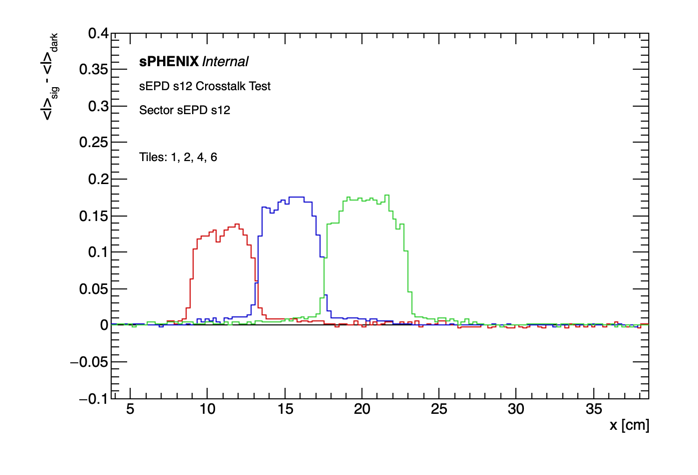 <I>sig - <I>dark
0.4
0.35
0.3
0.25
0.2
0.15
0.1
0.05
0
−0.05
−0.1
sPHENIX Internal
sEPD s12 Crosstalk Test
Sector sEPD s12
Tiles: 1, 2, 4, 6
5 10 15 20 25 30 35
x [cm]